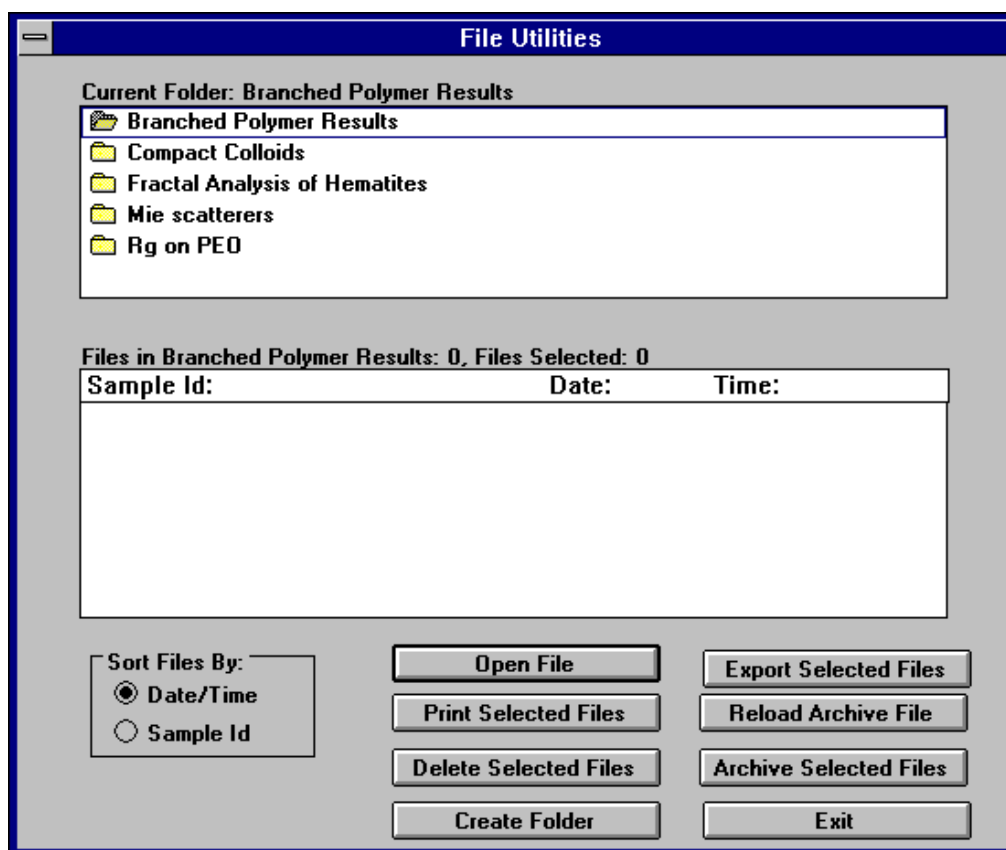 File Utilities
Current Folder: Branched Polymer Results
Branched Polymer Results
Compact Colloids
Fractal Analysis of Hematites
Mie scatterers
Rg on PEO
Files in Branched Polymer Results: 0, Files Selected: 0
Sample Id: Date: Time:
Sort Files By:
Date/Time
Sample Id
Open File
Export Selected Files
Print Selected Files
Reload Archive File
Delete Selected Files
Archive Selected Files
Create Folder
Exit